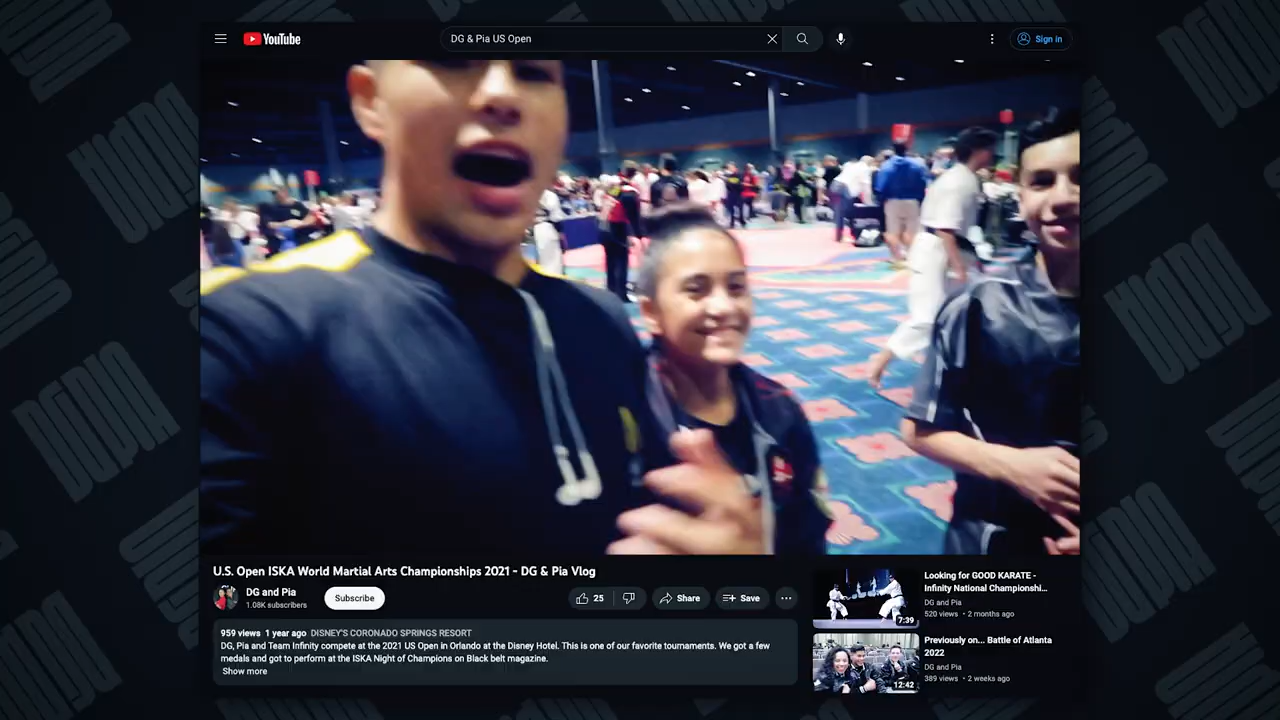 YouTube
DG & Pia US Open
Sign in
U.S. Open ISKA World Martial Arts Championships 2021 - DG & Pia Vlog
DG and Pia
1.08K subscribers
Subscribe
25
Share
Save
959 views 1 year ago DISNEY'S CORONADO SPRINGS RESORT
DG, Pia and Team Infinity compete at the 2021 US Open in Orlando at the Disney Hotel. This is one of our favorite tournaments. We got a few
medals and got to perform at the ISKA Night of Champions on Black belt magazine.
Show more
7:39
Looking for GOOD KARATE -
Infinity National Championshi...
DG and Pia
520 views • 2 months ago
12:42
Previously on... Battle of Atlanta
2022
DG and Pia
389 views • 2 weeks ago